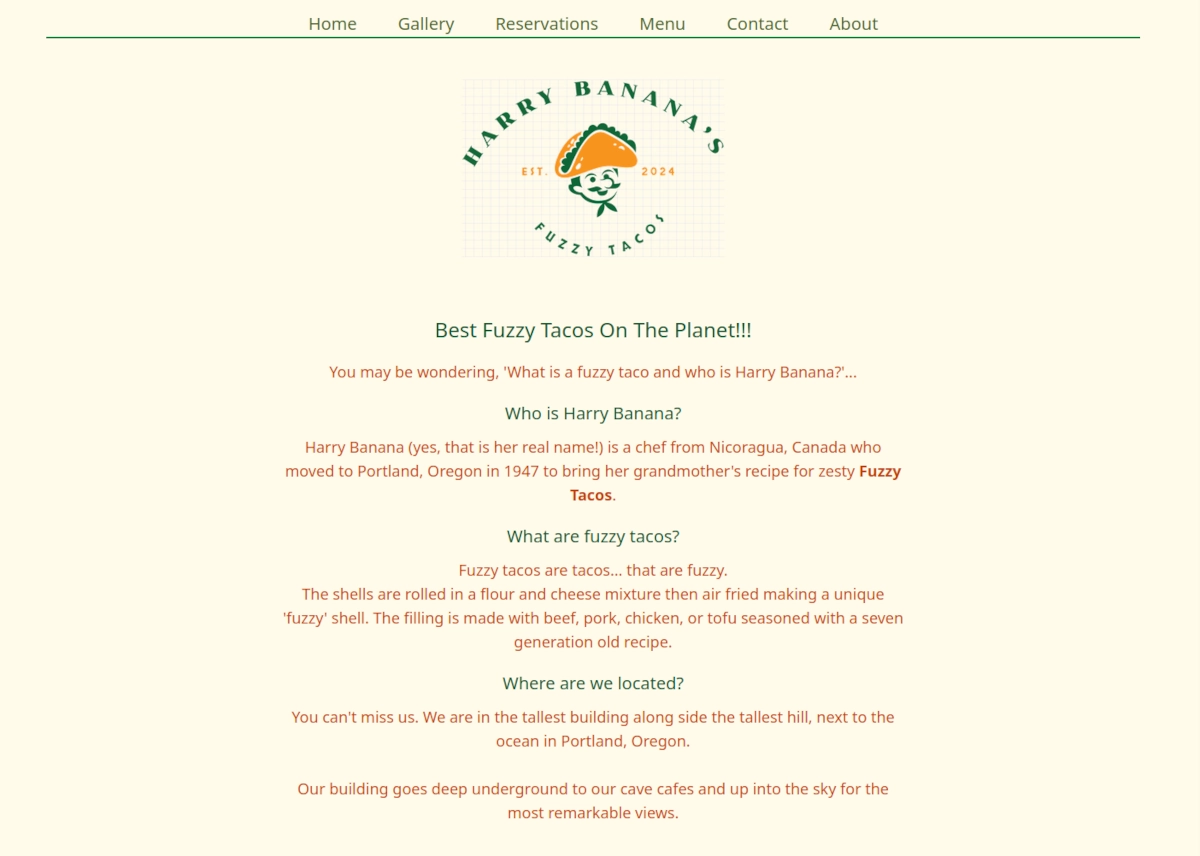 Home Gallery Reservations Menu Contact About
HARRY BANANA'S
EST. 2024
FUZZY TACOS
Best Fuzzy Tacos On The Planet!!!
You may be wondering, 'What is a fuzzy taco and who is Harry Banana?'...
Who is Harry Banana?
Harry Banana (yes, that is her real name!) is a chef from Nicoragua, Canada who
moved to Portland, Oregon in 1947 to bring her grandmother's recipe for zesty Fuzzy
Tacos.
What are fuzzy tacos?
Fuzzy tacos are tacos... that are fuzzy.
The shells are rolled in a flour and cheese mixture then air fried making a unique
'fuzzy' shell. The filling is made with beef, pork, chicken, or tofu seasoned with a seven
generation old recipe.
Where are we located?
You can't miss us. We are in the tallest building along side the tallest hill, next to the
ocean in Portland, Oregon.
Our building goes deep underground to our cave cafes and up into the sky for the
most remarkable views.